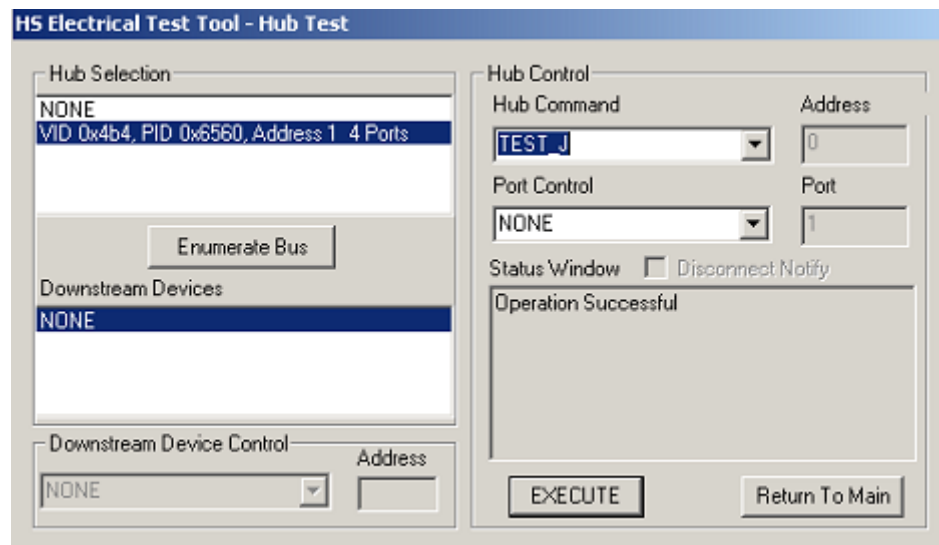 HS Electrical Test Tool - Hub Test
Hub Selection
NONE
VID 0x4b4, PID 0x6560, Address 1 4 Ports
Enumerate Bus
Downstream Devices
NONE
Downstream Device Control
Address
NONE
Hub Control
Hub Command Address
TEST_J 0
Port Control Port
NONE 1
Status Window Disconnect Notify
Operation Successful
EXECUTE Return To Main